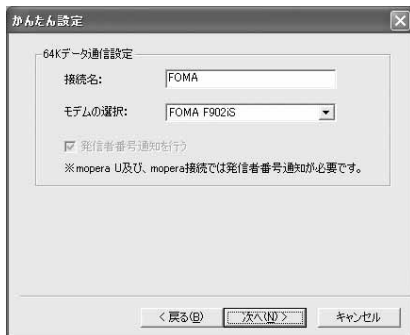 かんたん設定
64Kデータ通信設定
接続名: FOMA
モデムの選択: FOMA F902iS
発信者番号通知を行う
※mopera U及び、mopera接続では発信者番号通知が必要です。
< 戻る(B) 次へ(N) > キャンセル